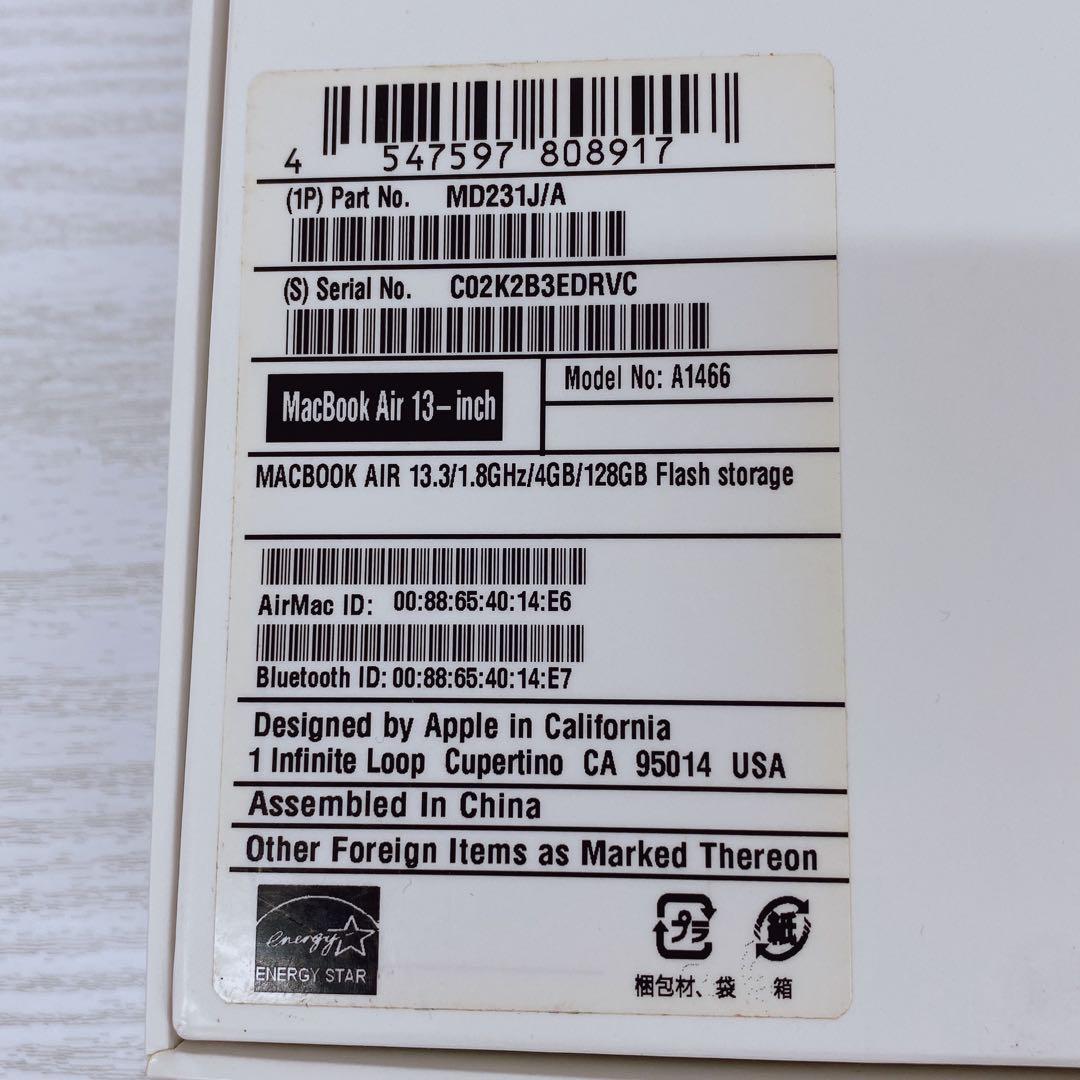 4 547597 808917
(1P) Part No. MD231J/A
(S) Serial No. C02K2B3EDRVC
MacBook Air 13-inch
Model No: A1466
MACBOOK AIR 13.3/1.8GHz/4GB/128GB Flash storage
AirMac ID: 00:88:65:40:14:E6
Bluetooth ID: 00:88:65:40:14:E7
Designed by Apple in California
1 Infinite Loop Cupertino CA 95014 USA
Assembled In China
Other Foreign Items as Marked Thereon
energy
ENERGY STAR
プラ
紙
梱包材、袋
箱